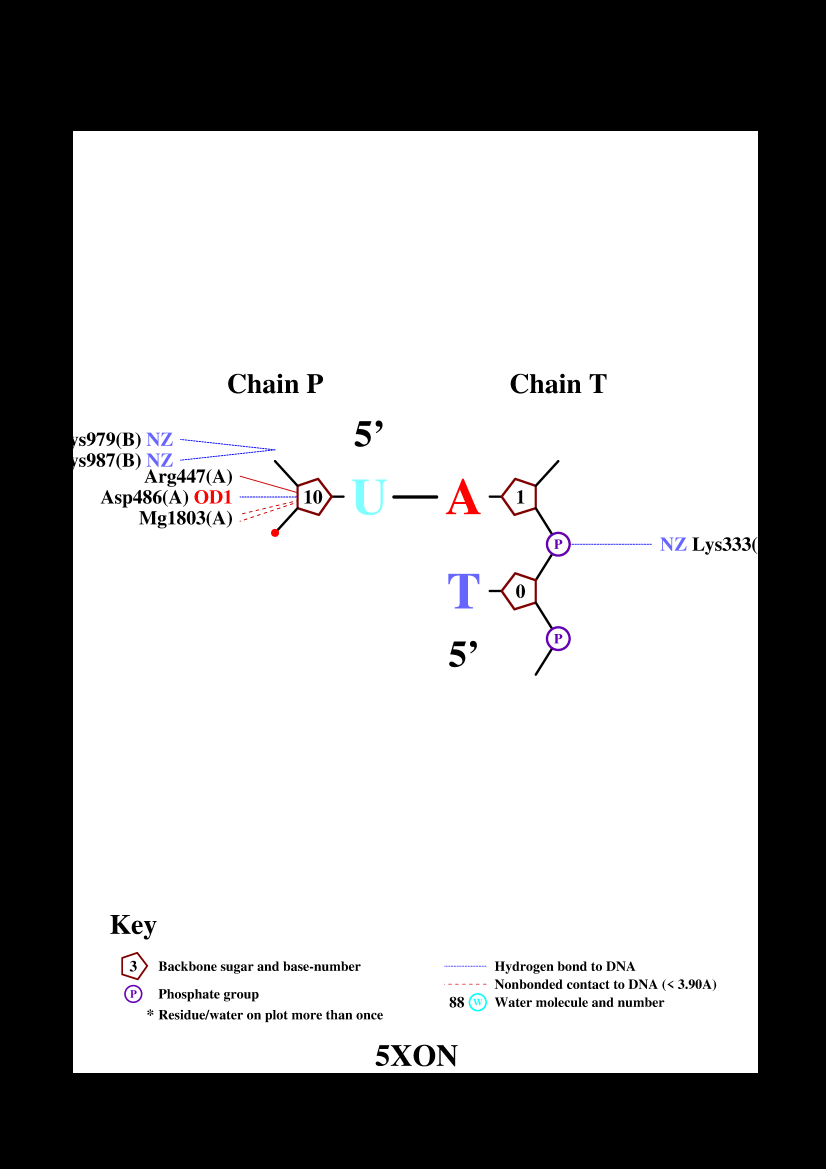 Chain P Chain T
5’
ys979(B) NZ
ys987(B) NZ
Arg447(A)
Asp486(A) OD1
Mg1803(A)
10 U A 1
P NZ Lys333(
T 0
P
5’
Key
3 Backbone sugar and base-number
P Phosphate group
* Residue/water on plot more than once
Hydrogen bond to DNA
Nonbonded contact to DNA (< 3.90A)
88 W Water molecule and number
5XON